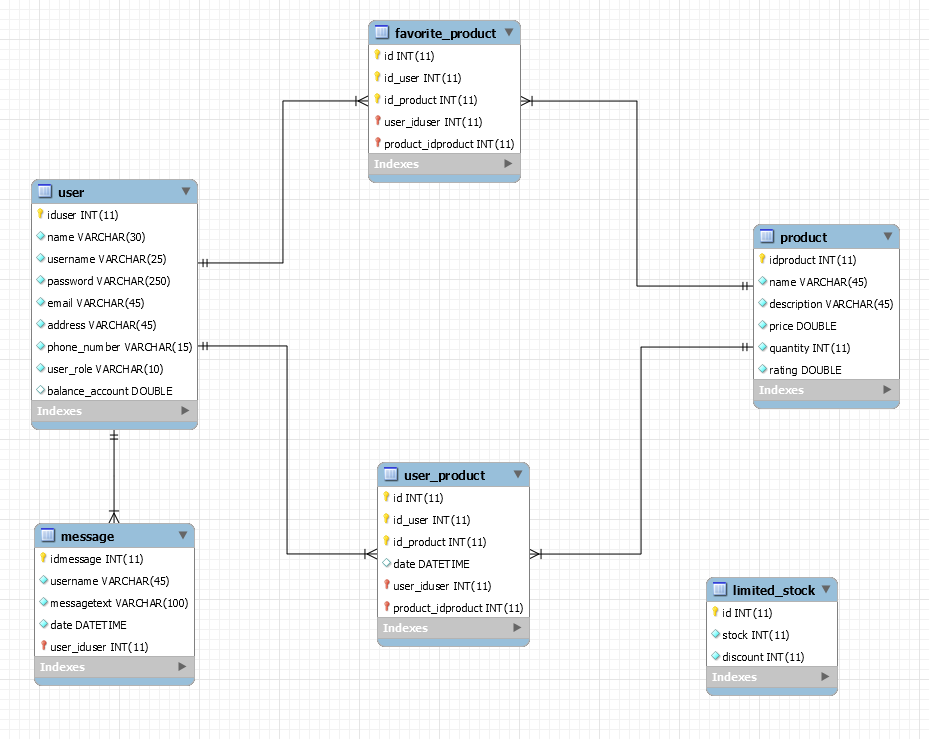 favorite_product
id INT(11)
id_user INT(11)
id_product INT(11)
user_iduser INT(11)
product_idproduct INT(11)
Indexes
user
iduser INT(11)
name VARCHAR(30)
username VARCHAR(25)
password VARCHAR(250)
email VARCHAR(45)
address VARCHAR(45)
phone_number VARCHAR(15)
user_role VARCHAR(10)
balance_account DOUBLE
Indexes
product
idproduct INT(11)
name VARCHAR(45)
description VARCHAR(45)
price DOUBLE
quantity INT(11)
rating DOUBLE
Indexes
user_product
id INT(11)
id_user INT(11)
id_product INT(11)
date DATETIME
user_iduser INT(11)
product_idproduct INT(11)
Indexes
message
idmessage INT(11)
username VARCHAR(45)
messagetext VARCHAR(100)
date DATETIME
user_iduser INT(11)
Indexes
limited_stock
id INT(11)
stock INT(11)
discount INT(11)
Indexes